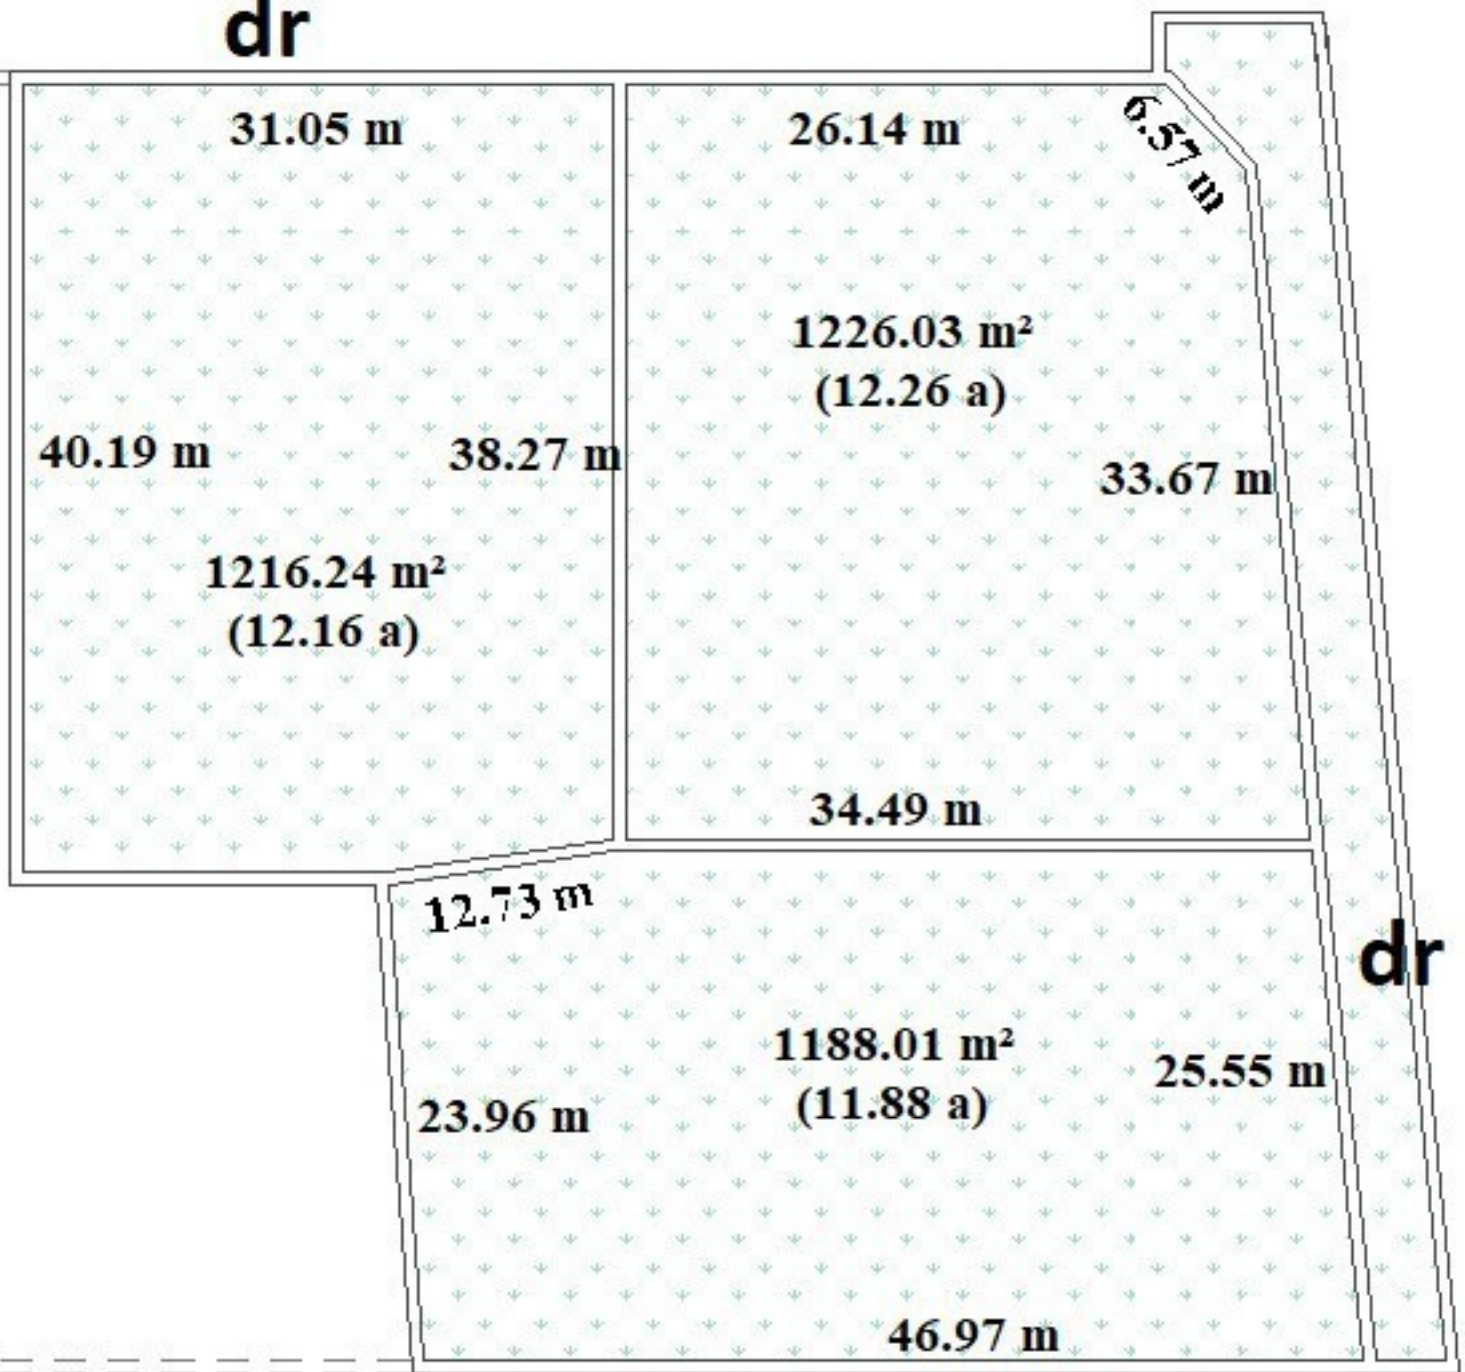 dr
31.05 m
26.14 m
6.57 m
1226.03 m²
(12.26 a)
40.19 m
38.27 m
33.67 m
1216.24 m²
(12.16 a)
34.49 m
12.73 m
dr
1188.01 m²
(11.88 a)
25.55 m
23.96 m
46.97 m